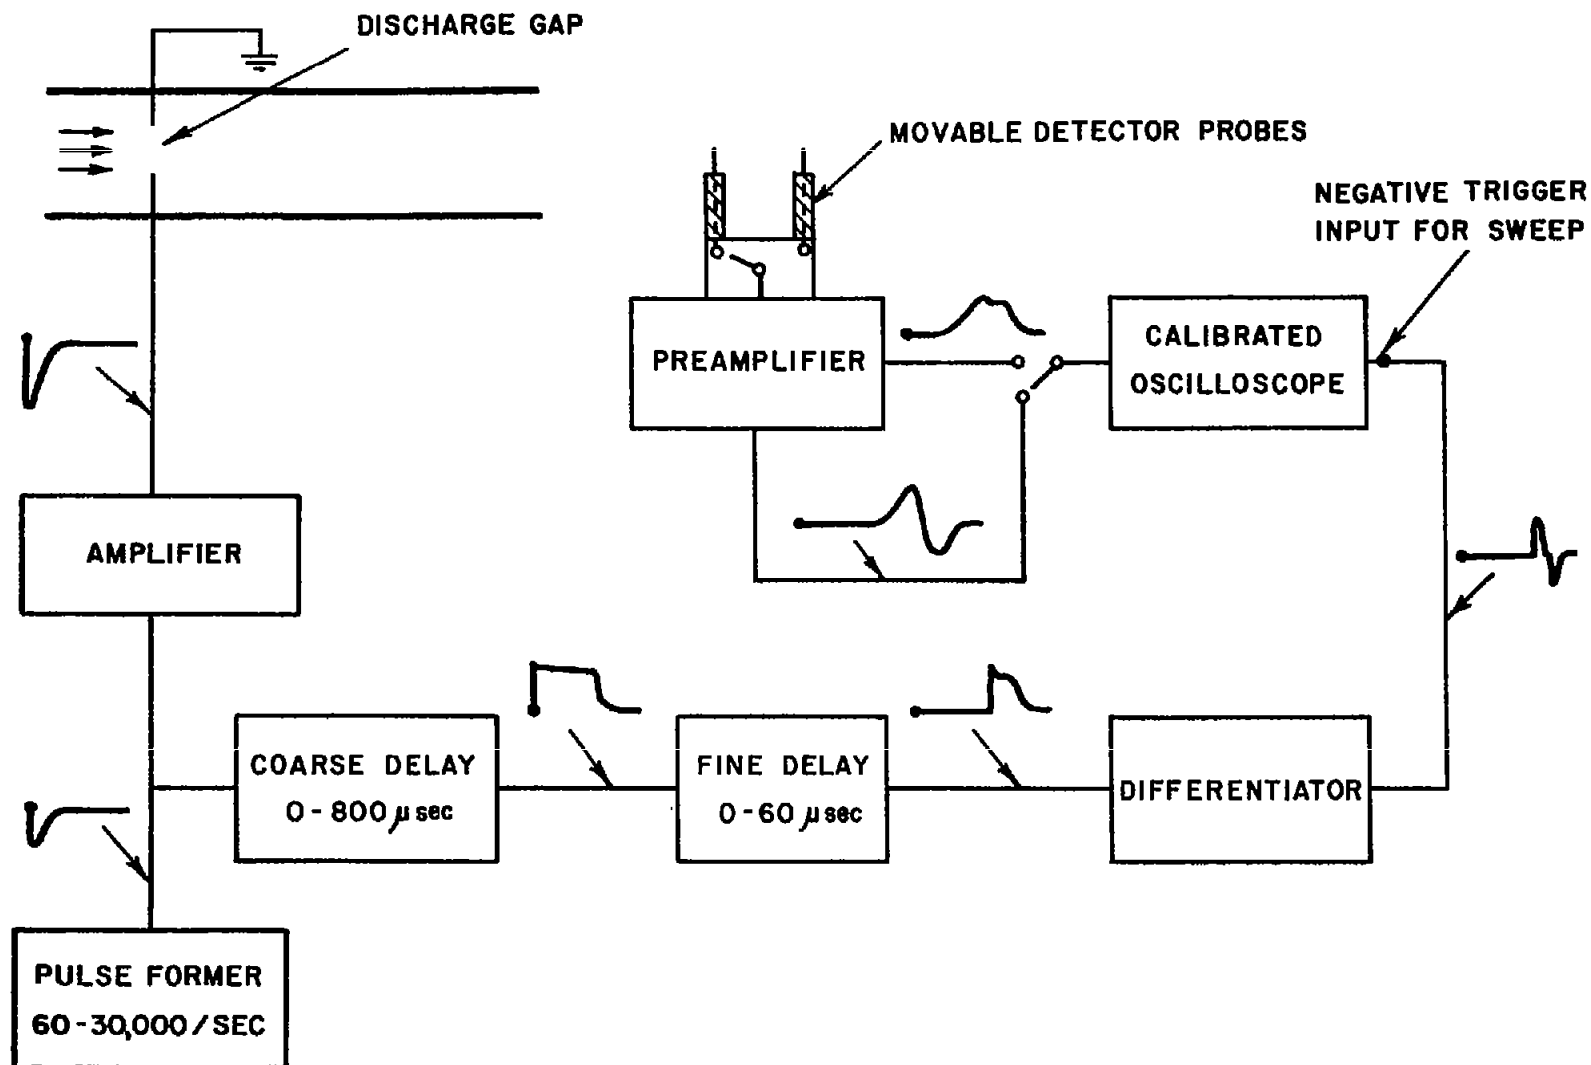 DISCHARGE GAP
MOVABLE DETECTOR PROBES
NEGATIVE TRIGGER
INPUT FOR SWEEP
PREAMPLIFIER
CALIBRATED
OSCILLOSCOPE
AMPLIFIER
COARSE DELAY
0-800 μsec
FINE DELAY
0-60 μsec
DIFFERENTIATOR
PULSE FORMER
60-30,000/SEC